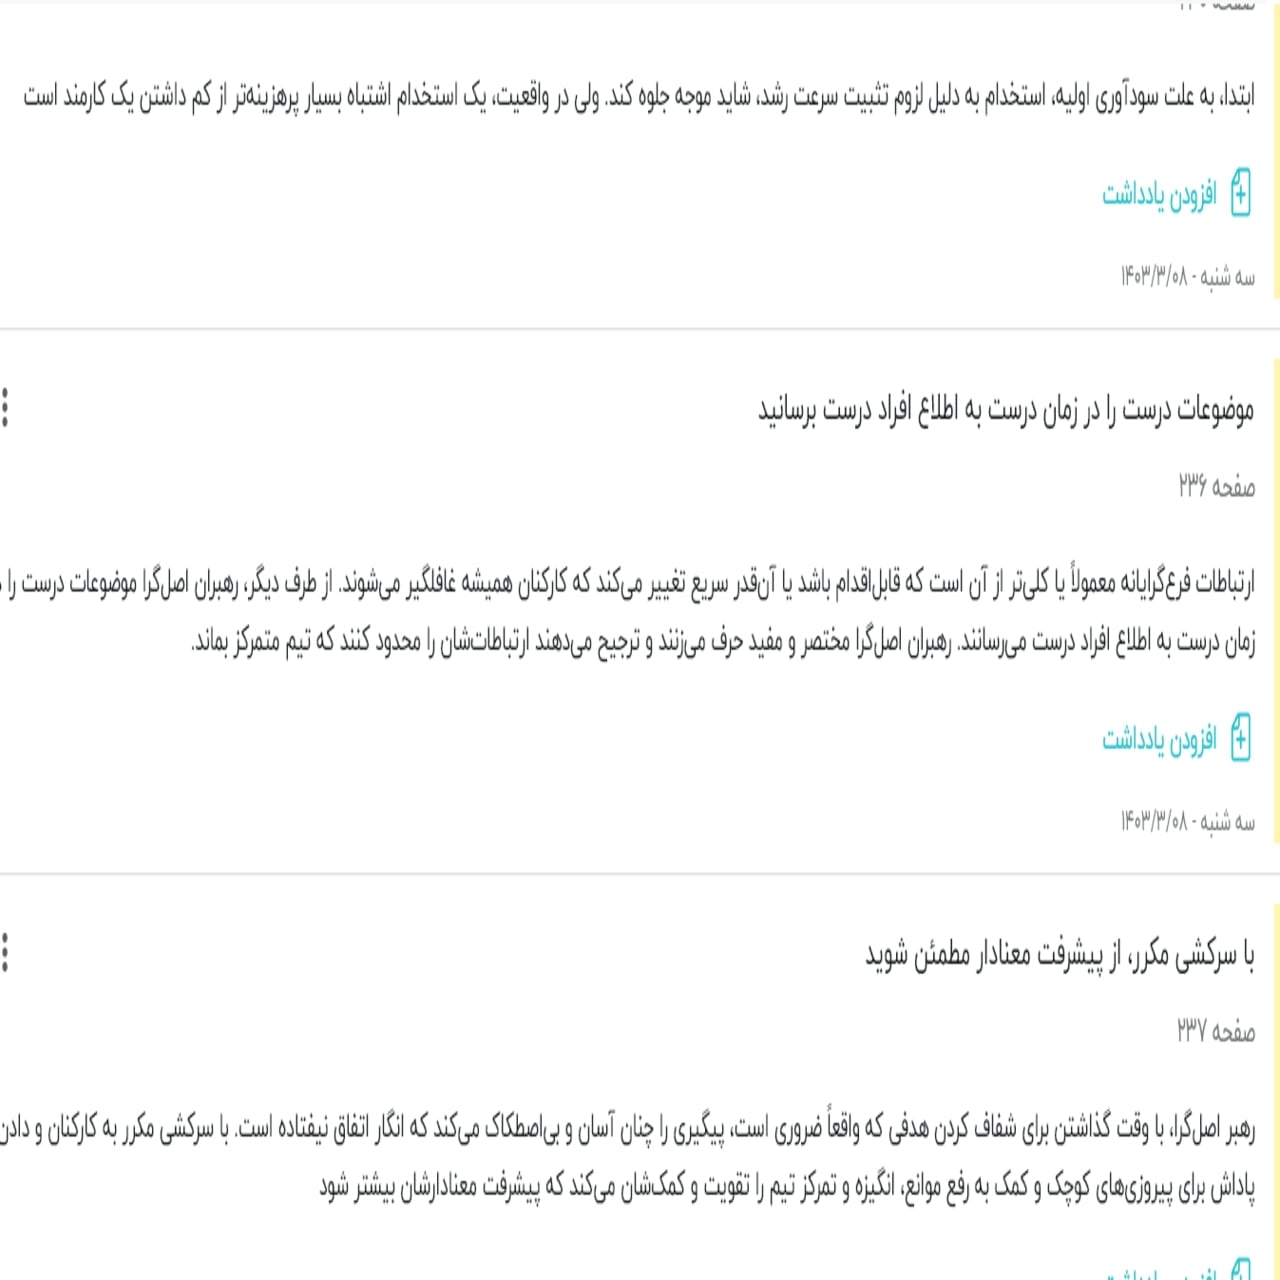 ابتدا، به علت سودآوری اولیه، استخدام به دلیل لزوم تثبیت سرعت رشد، شاید موجه جلوه کند. ولی در واقعیت، یک استخدام اشتباه بسیار پرهزینه‌تر از کم داشتن یک کارمند است
افزودن یادداشت
سه شنبه - ۱۴۰۳/۳/۰۸
موضوعات درست را در زمان درست به اطلاع افراد درست برسانید
صفحه ۲۳۶
ارتباطات فرع‌گرایانه معمولاً یا کلی‌تر از آن است که قابل‌اقدام باشد یا آن‌قدر سریع تغییر می‌کند که کارکنان همیشه غافلگیر می‌شوند. از طرف دیگر، رهبران اصل‌گرا موضوعات درست را
زمان درست به اطلاع افراد درست می‌رسانند. رهبران اصل‌گرا مختصر و مفید حرف می‌زنند و ترجیح می‌دهند ارتباطات‌شان را محدود کنند که تیم متمرکز بماند.
افزودن یادداشت
سه شنبه - ۱۴۰۳/۳/۰۸
با سرکشی مکرر، از پیشرفت معنادار مطمئن شوید
صفحه ۲۳۷
رهبر اصل‌گرا، با وقت گذاشتن برای شفاف کردن هدفی که واقعاً ضروری است، پیگیری را چنان آسان و بی‌اصطکاک می‌کند که انگار اتفاق نیفتاده است. با سرکشی مکرر به کارکنان و دادن
پاداش برای پیروزی‌های کوچک و کمک به رفع موانع، انگیزه و تمرکز تیم را تقویت و کمک‌شان می‌کند که پیشرفت معنادارشان بیشتر شود